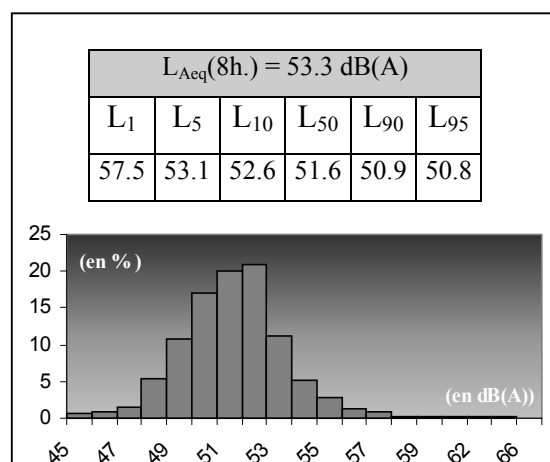 L_Aeq(8h.) = 53.3 dB(A)
L1 L5 L10 L50 L90 L95
57.5 53.1 52.6 51.6 50.9 50.8
25
20
15
10
5
0
(en %)
(en dB(A))
45 47 49 51 53 55 57 59 62 66